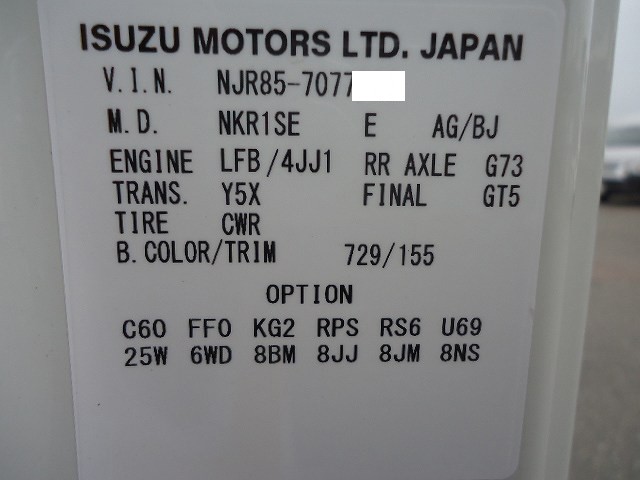 ISUZU MOTORS LTD. JAPAN
V.I.N. NJR85-7077
M.D. NKR1SE E AG/BJ
ENGINE LFB/4JJ1 RR AXLE G73
TRANS. Y5X FINAL GT5
TIRE CWR
B.COLOR/TRIM 729/155
OPTION
C60 FF0 KG2 RPS RS6 U69
25W 6WD 8BM 8JJ 8JM 8NS